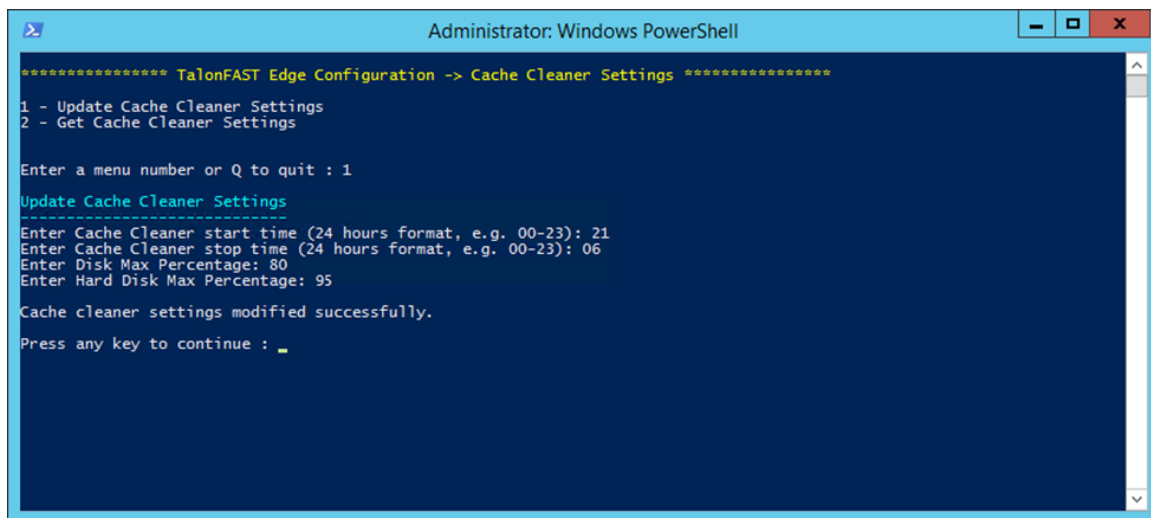 Administrator: Windows PowerShell
**************** TalonFAST Edge Configuration -> Cache Cleaner Settings ****************
1 - Update Cache Cleaner Settings
2 - Get Cache Cleaner Settings
Enter a menu number or Q to quit : 1
Update Cache Cleaner Settings
-----------------------------
Enter Cache Cleaner start time (24 hours format, e.g. 00-23): 21
Enter Cache Cleaner stop time (24 hours format, e.g. 00-23): 06
Enter Disk Max Percentage: 80
Enter Hard Disk Max Percentage: 95
Cache cleaner settings modified successfully.
Press any key to continue : _